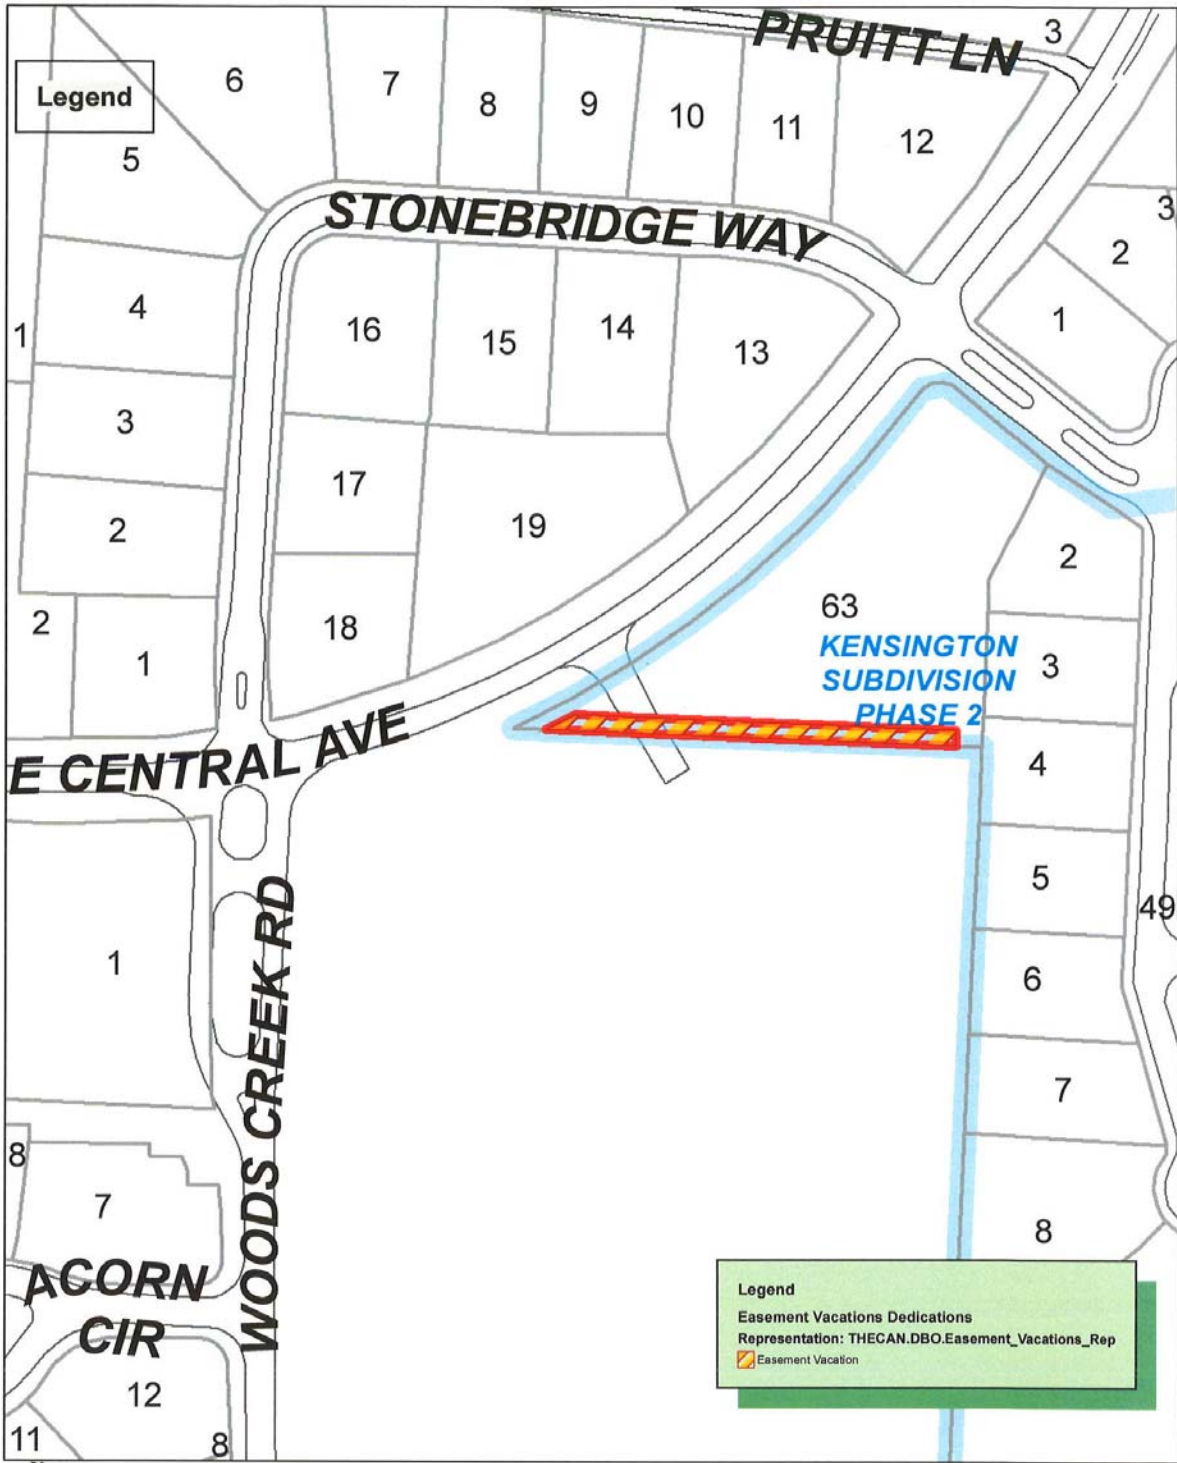 PRUITT LN
3
Legend
6
7
8
9
10
11
12
5
STONEBRIDGE WAY
3
2
4
1
16
15
14
13
1
3
17
2
19
2
63
18
2
1
KENSINGTON
SUBDIVISION
PHASE 2
3
E CENTRAL AVE
4
5
49
1
WOODS CREEK RD
6
7
8
7
8
ACORN
CIR
12
11
8
Legend
Easement Vacations Dedications
Representation: THECAN.DBO.Easement_Vacations_Rep
Easement Vacation